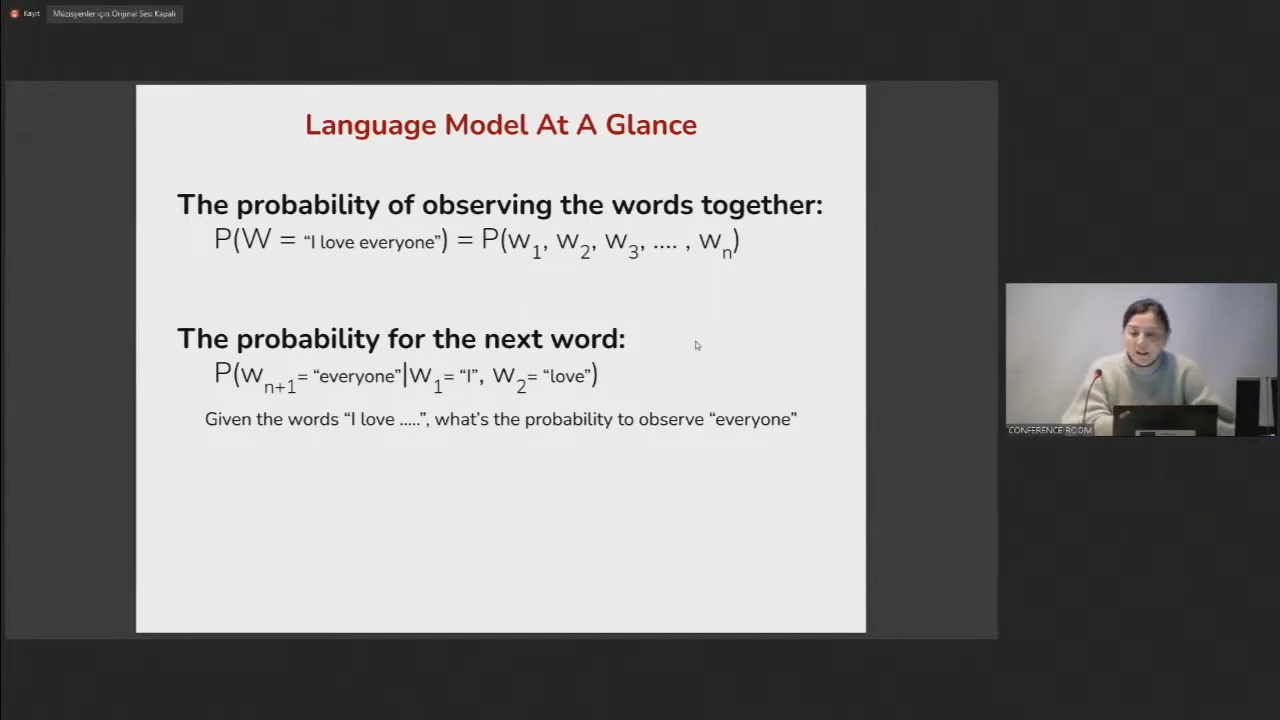 Kayıt
Müzisyenler için Orijinal Ses: Kapalı
Language Model At A Glance
The probability of observing the words together:
P(W = “I love everyone”) = P(w1, w2, w3, .... , wn)
The probability for the next word:
P(wn+1= “everyone”|w1= “I”, w2= “love”)
Given the words “I love .....”, what’s the probability to observe “everyone”
CONFERENCE ROOM